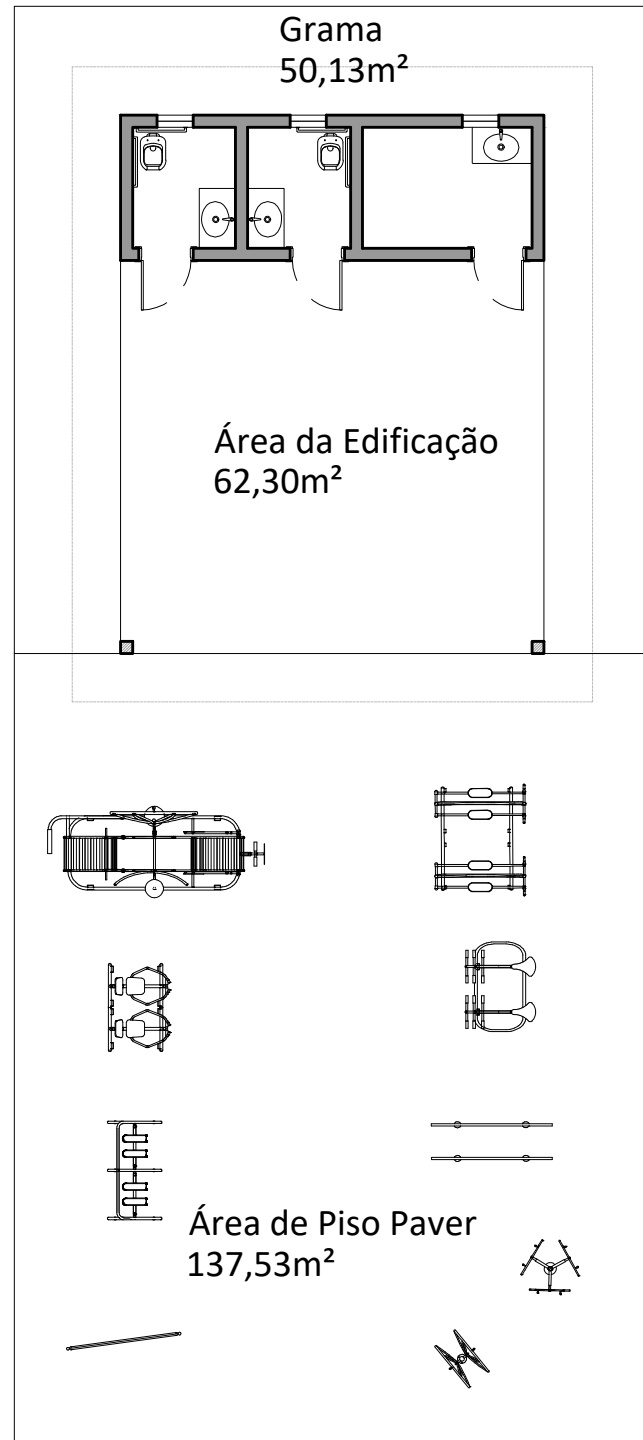 Grama
50,13m²
Área da Edificação
62,30m²
Área de Piso Paver
137,53m²